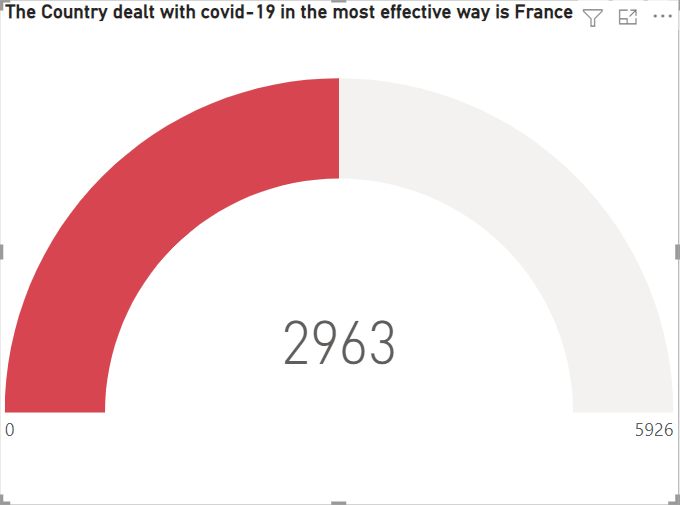 The Country dealt with covid-19 in the most effective way is France
2963
0
5926